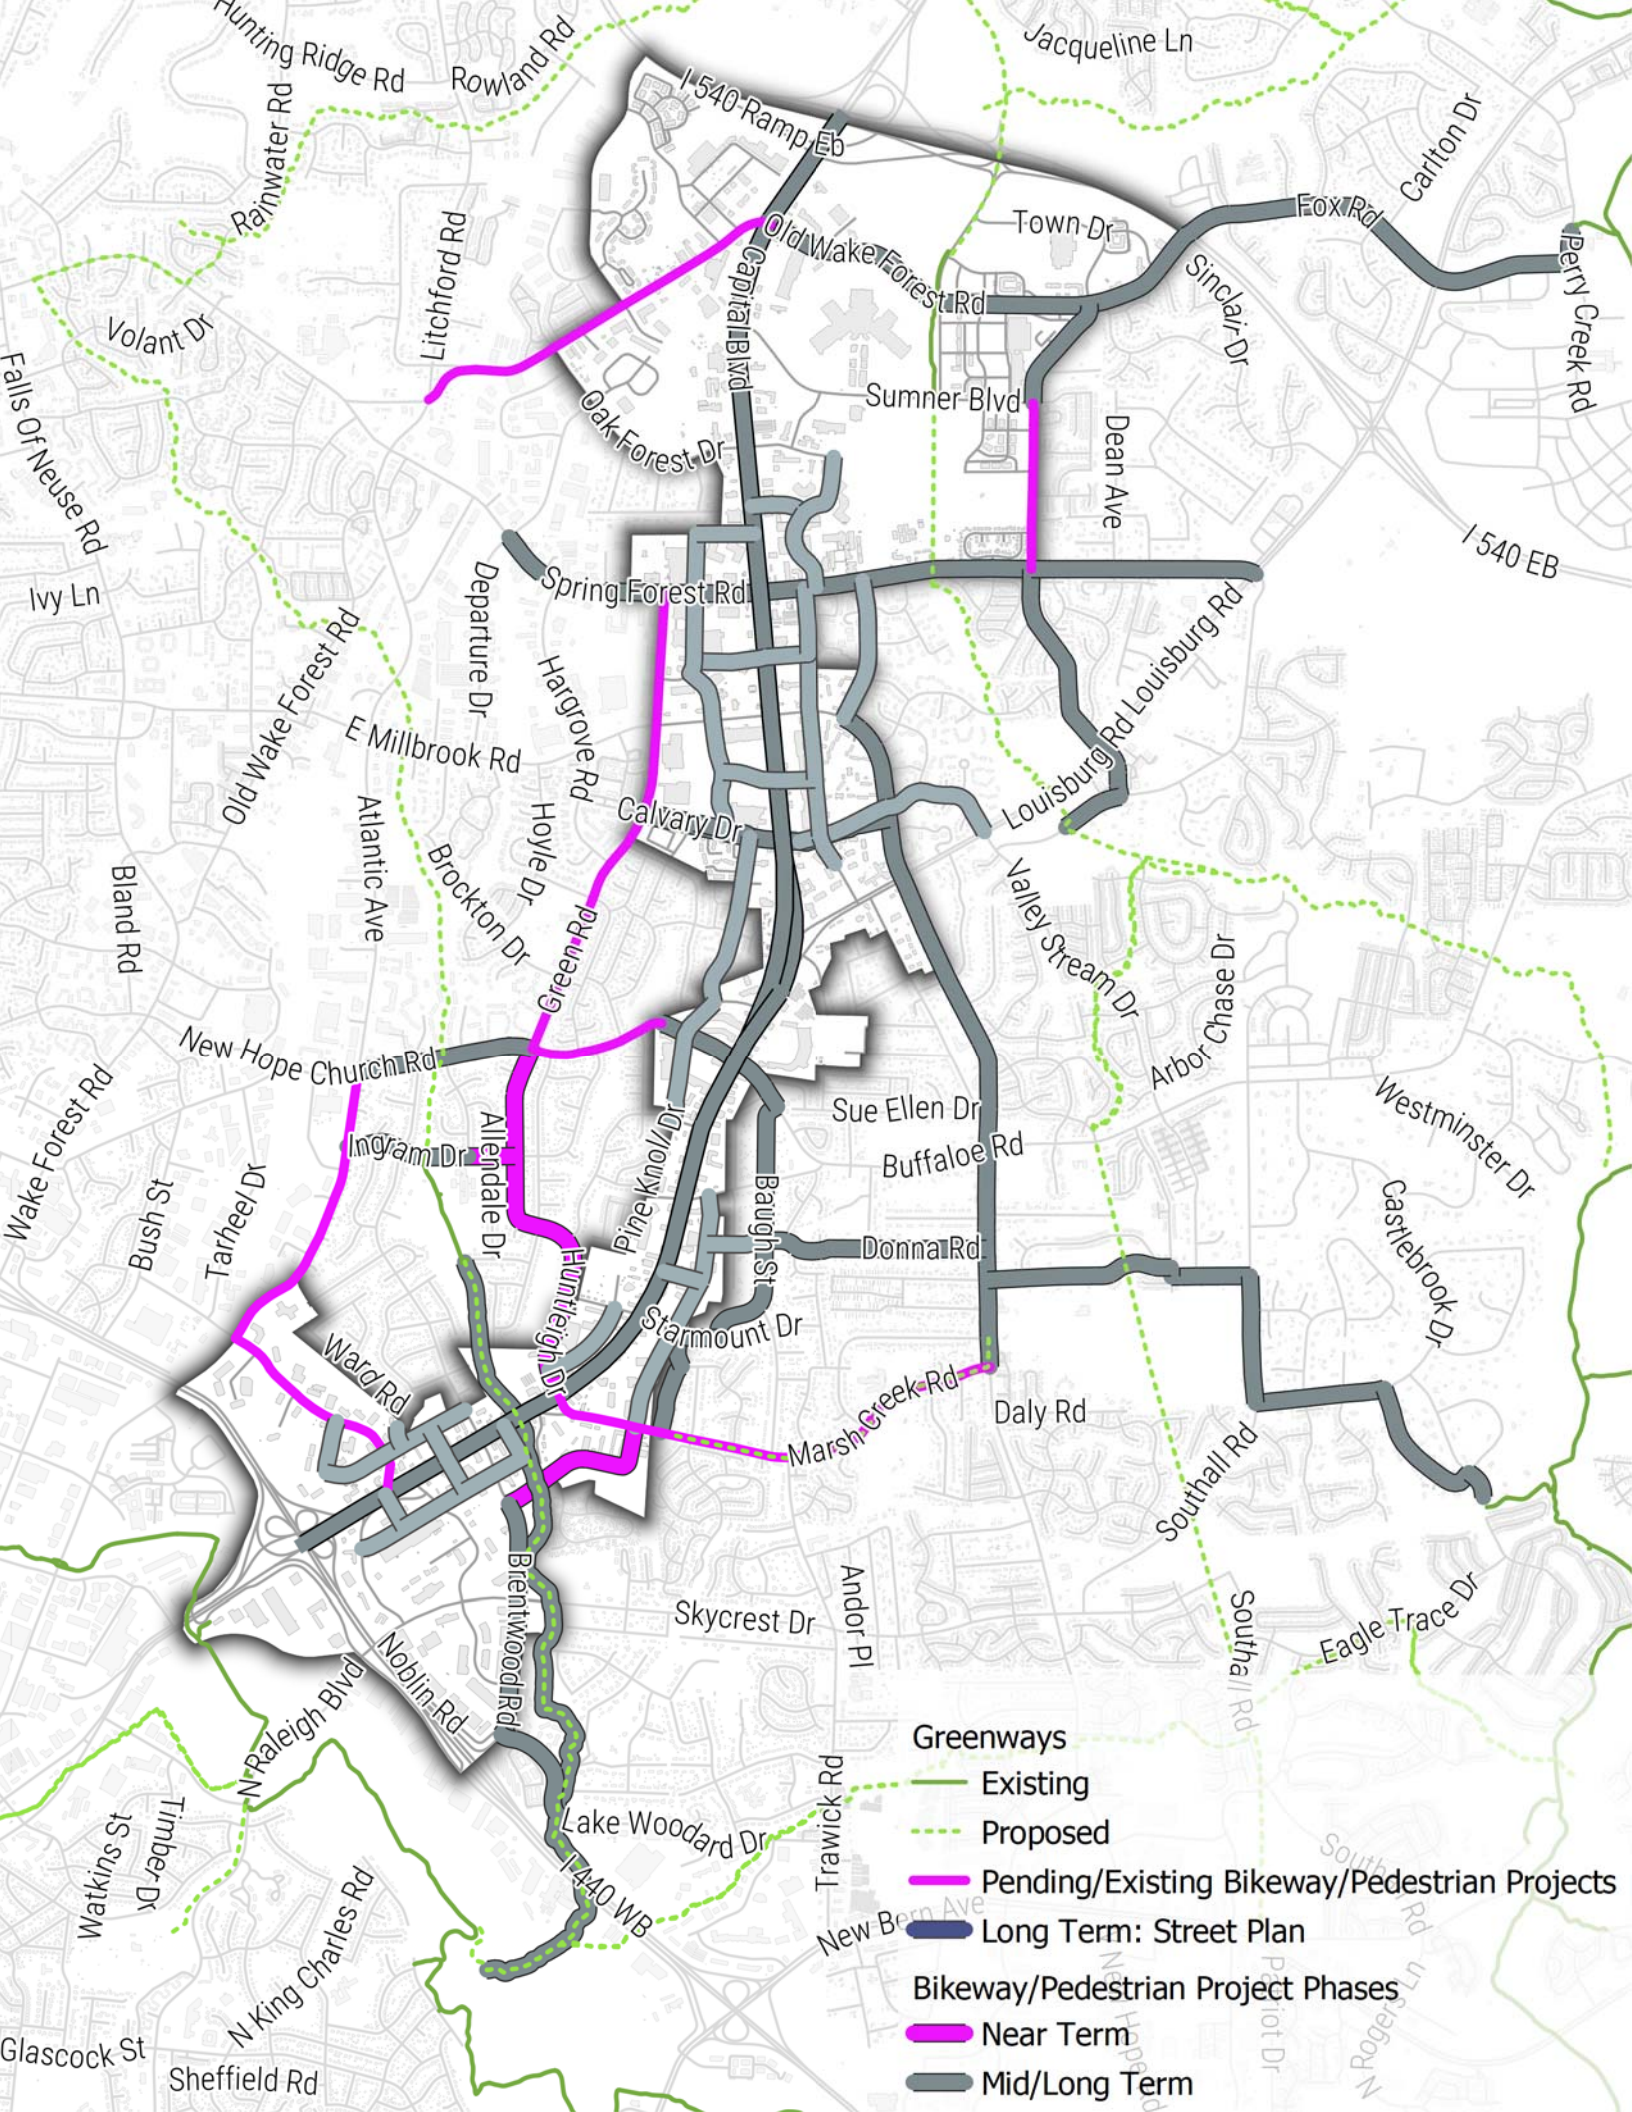 Hunting Ridge Rd
Rowland Rd
Jacqueline Ln
I 540 Ramp Eb
Rainwater Rd
Carlton Dr
Litchford Rd
Old Wake Forest Rd
Town Dr
Fox Rd
Perry Creek Rd
Sinclair Dr
Volant Dr
Capital Blvd
Falls Of Neuse Rd
Oak Forest Dr
Sumner Blvd
Dean Ave
I 540 EB
Ivy Ln
Departure Dr
Spring Forest Rd
Louisburg Rd
Louisburg Rd
Old Wake Forest Rd
E Millbrook Rd
Hargrove Rd
Hoyle Dr
Calvary Dr
Atlantic Ave
Brockton Dr
Bland Rd
Green Rd
Valley Stream Dr
Arbor Chase Dr
New Hope Church Rd
Wake Forest Rd
Ingram Dr
Allendale Dr
Pine Knoll Dr
Sue Ellen Dr
Buffaloe Rd
Westminster Dr
Bush St
Tarheel Dr
Baugh St
Donna Rd
Castlebrook Dr
Huntleigh Dr
Starmount Dr
Ward Rd
Marsh Creek Rd
Daly Rd
Southall Rd
Brentwood Rd
Skycrest Dr
Andor Pl
Southall Rd
Eagle Trace Dr
N Raleigh Blvd
Noblin Rd
Lake Woodard Dr
Trawick Rd
I 440 WB
Watkins St
Timber Dr
N King Charles Rd
New Bern Ave
Glascock St
Sheffield Rd
Greenways
Existing
Proposed
Pending/Existing Bikeway/Pedestrian Projects
Long Term: Street Plan
Bikeway/Pedestrian Project Phases
Near Term
Mid/Long Term
Patriot Dr
N Rogers Ln